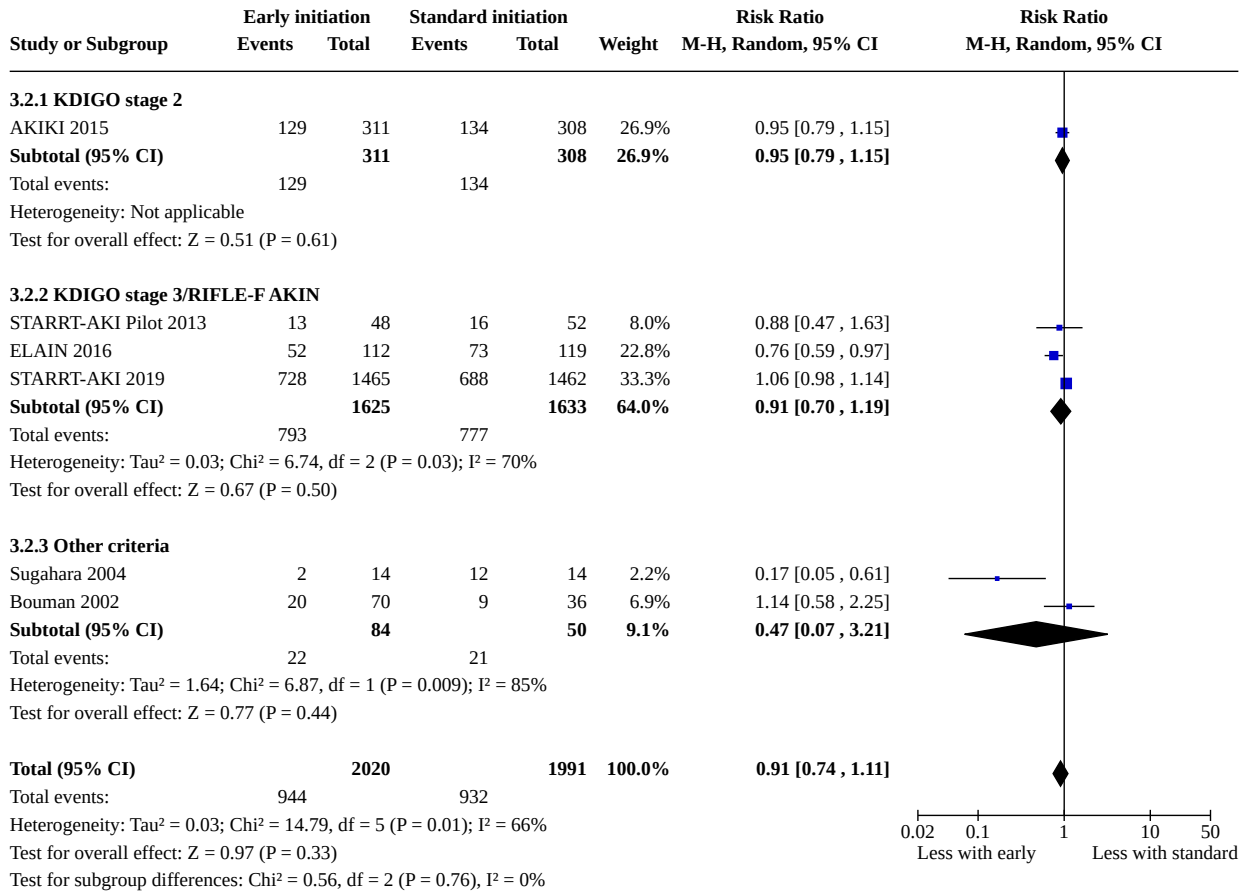 Early initiation Standard initiation Risk Ratio Risk Ratio
Study or Subgroup Events Total Events Total Weight M-H, Random, 95% CI M-H, Random, 95% CI
3.2.1 KDIGO stage 2
AKIKI 2015 129 311 134 308 26.9% 0.95 [0.79 , 1.15]
Subtotal (95% CI) 311 308 26.9% 0.95 [0.79 , 1.15]
Total events: 129 134
Heterogeneity: Not applicable
Test for overall effect: Z = 0.51 (P = 0.61)
3.2.2 KDIGO stage 3/RIFLE-F AKIN
STARRT-AKI Pilot 2013 13 48 16 52 8.0% 0.88 [0.47 , 1.63]
ELAIN 2016 52 112 73 119 22.8% 0.76 [0.59 , 0.97]
STARRT-AKI 2019 728 1465 688 1462 33.3% 1.06 [0.98 , 1.14]
Subtotal (95% CI) 1625 1633 64.0% 0.91 [0.70 , 1.19]
Total events: 793 777
Heterogeneity: Tau² = 0.03; Chi² = 6.74, df = 2 (P = 0.03); I² = 70%
Test for overall effect: Z = 0.67 (P = 0.50)
3.2.3 Other criteria
Sugahara 2004 2 14 12 14 2.2% 0.17 [0.05 , 0.61]
Bouman 2002 20 70 9 36 6.9% 1.14 [0.58 , 2.25]
Subtotal (95% CI) 84 50 9.1% 0.47 [0.07 , 3.21]
Total events: 22 21
Heterogeneity: Tau² = 1.64; Chi² = 6.87, df = 1 (P = 0.009); I² = 85%
Test for overall effect: Z = 0.77 (P = 0.44)
Total (95% CI) 2020 1991 100.0% 0.91 [0.74 , 1.11]
Total events: 944 932
Heterogeneity: Tau² = 0.03; Chi² = 14.79, df = 5 (P = 0.01); I² = 66%
0.02 0.1 1 10 50
Test for overall effect: Z = 0.97 (P = 0.33) Less with early Less with standard
Test for subgroup differences: Chi² = 0.56, df = 2 (P = 0.76), I² = 0%